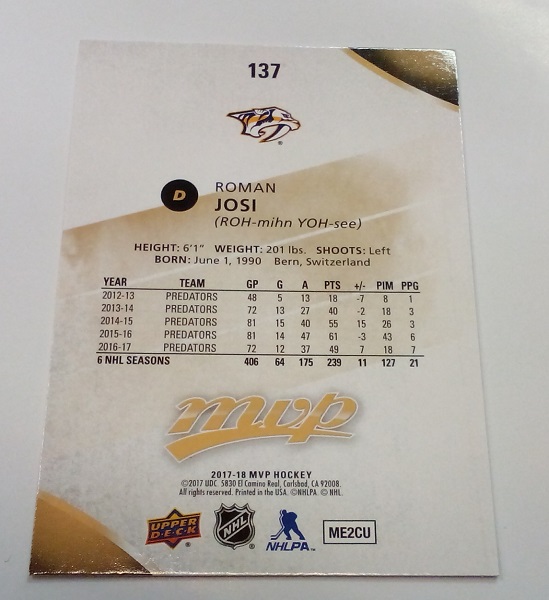 137
®
D
ROMAN
JOSI
(ROH-mihn YOH-see)
HEIGHT: 6'1" WEIGHT: 201 lbs. SHOOTS: Left
BORN: June 1, 1990 Bern, Switzerland
YEAR TEAM GP G A PTS +/- PIM PPG
2012-13 PREDATORS 48 5 13 18 -7 8 1
2013-14 PREDATORS 72 13 27 40 -2 18 3
2014-15 PREDATORS 81 15 40 55 15 26 3
2015-16 PREDATORS 81 14 47 61 -3 43 6
2016-17 PREDATORS 72 12 37 49 7 18 7
6 NHL SEASONS 406 64 175 239 11 127 21
mvp
2017-18 MVP HOCKEY
©2017 UDC. 5830 El Camino Real, Carlsbad, CA 92008.
All rights reserved. Printed in the USA. ©NHLPA. © NHL.
UPPER DECK ® NHL ® NHLPA™ ME2CU